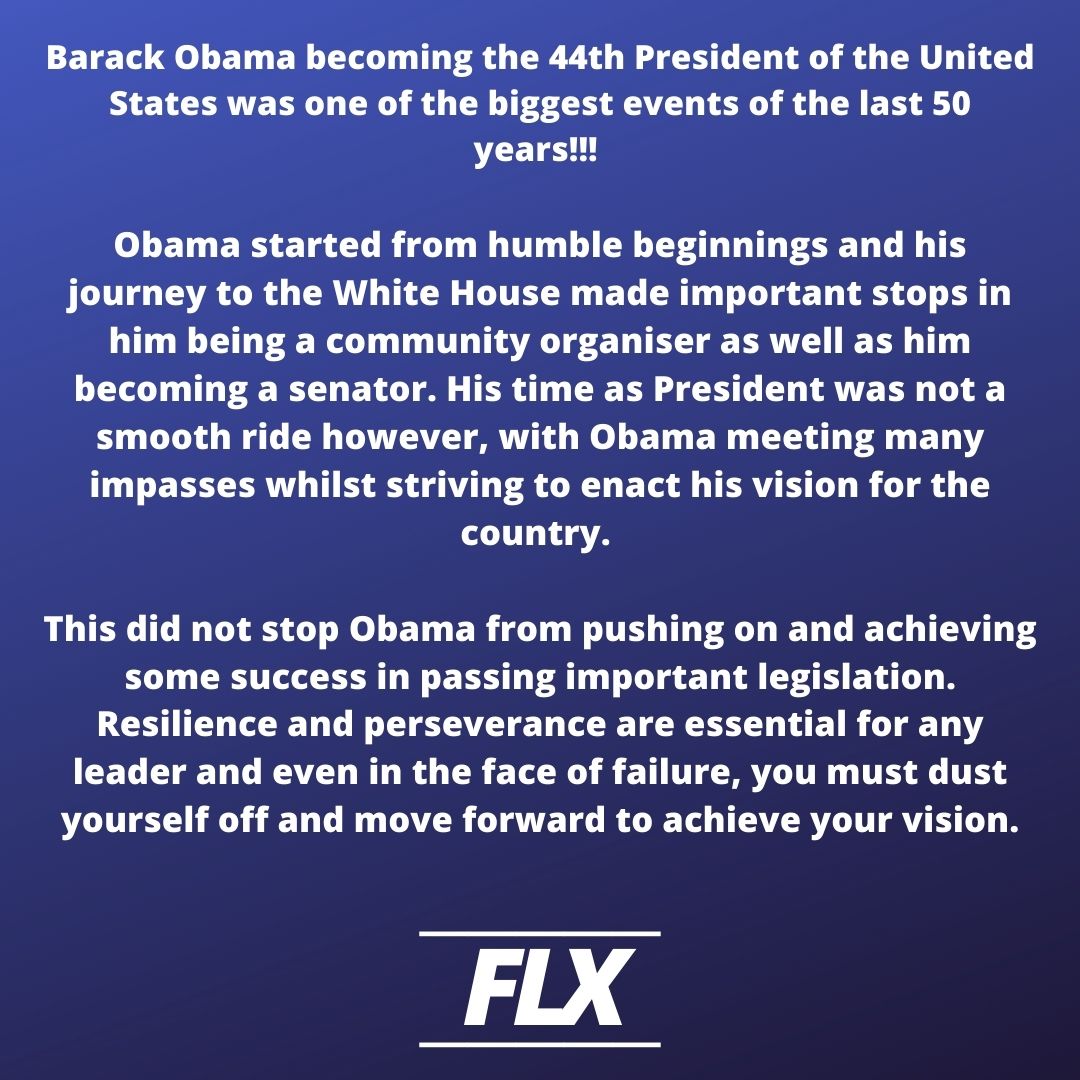 Barack Obama becoming the 44th President of the United
States was one of the biggest events of the last 50
years!!!
Obama started from humble beginnings and his
journey to the White House made important stops in
him being a community organiser as well as him
becoming a senator. His time as President was not a
smooth ride however, with Obama meeting many
impasses whilst striving to enact his vision for the
country.
This did not stop Obama from pushing on and achieving
some success in passing important legislation.
Resilience and perseverance are essential for any
leader and even in the face of failure, you must dust
yourself off and move forward to achieve your vision.
FLX